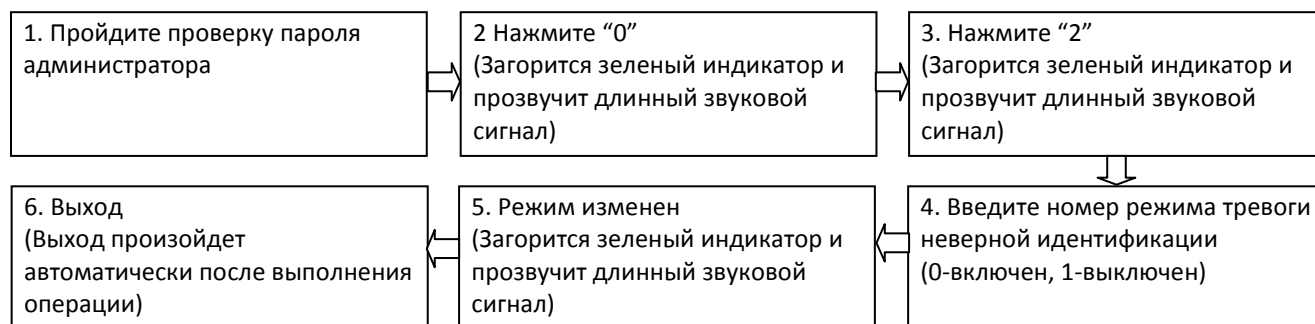 1. Пройдите проверку пароля
администратора
2 Нажмите “0”
(Загорится зеленый индикатор и
прозвучит длинный звуковой
сигнал)
3. Нажмите “2”
(Загорится зеленый индикатор и
прозвучит длинный звуковой
сигнал)
4. Введите номер режима тревоги
неверной идентификации
(0-включен, 1-выключен)
5. Режим изменен
(Загорится зеленый индикатор и
прозвучит длинный звуковой
сигнал)
6. Выход
(Выход произойдет
автоматически после выполнения
операции)